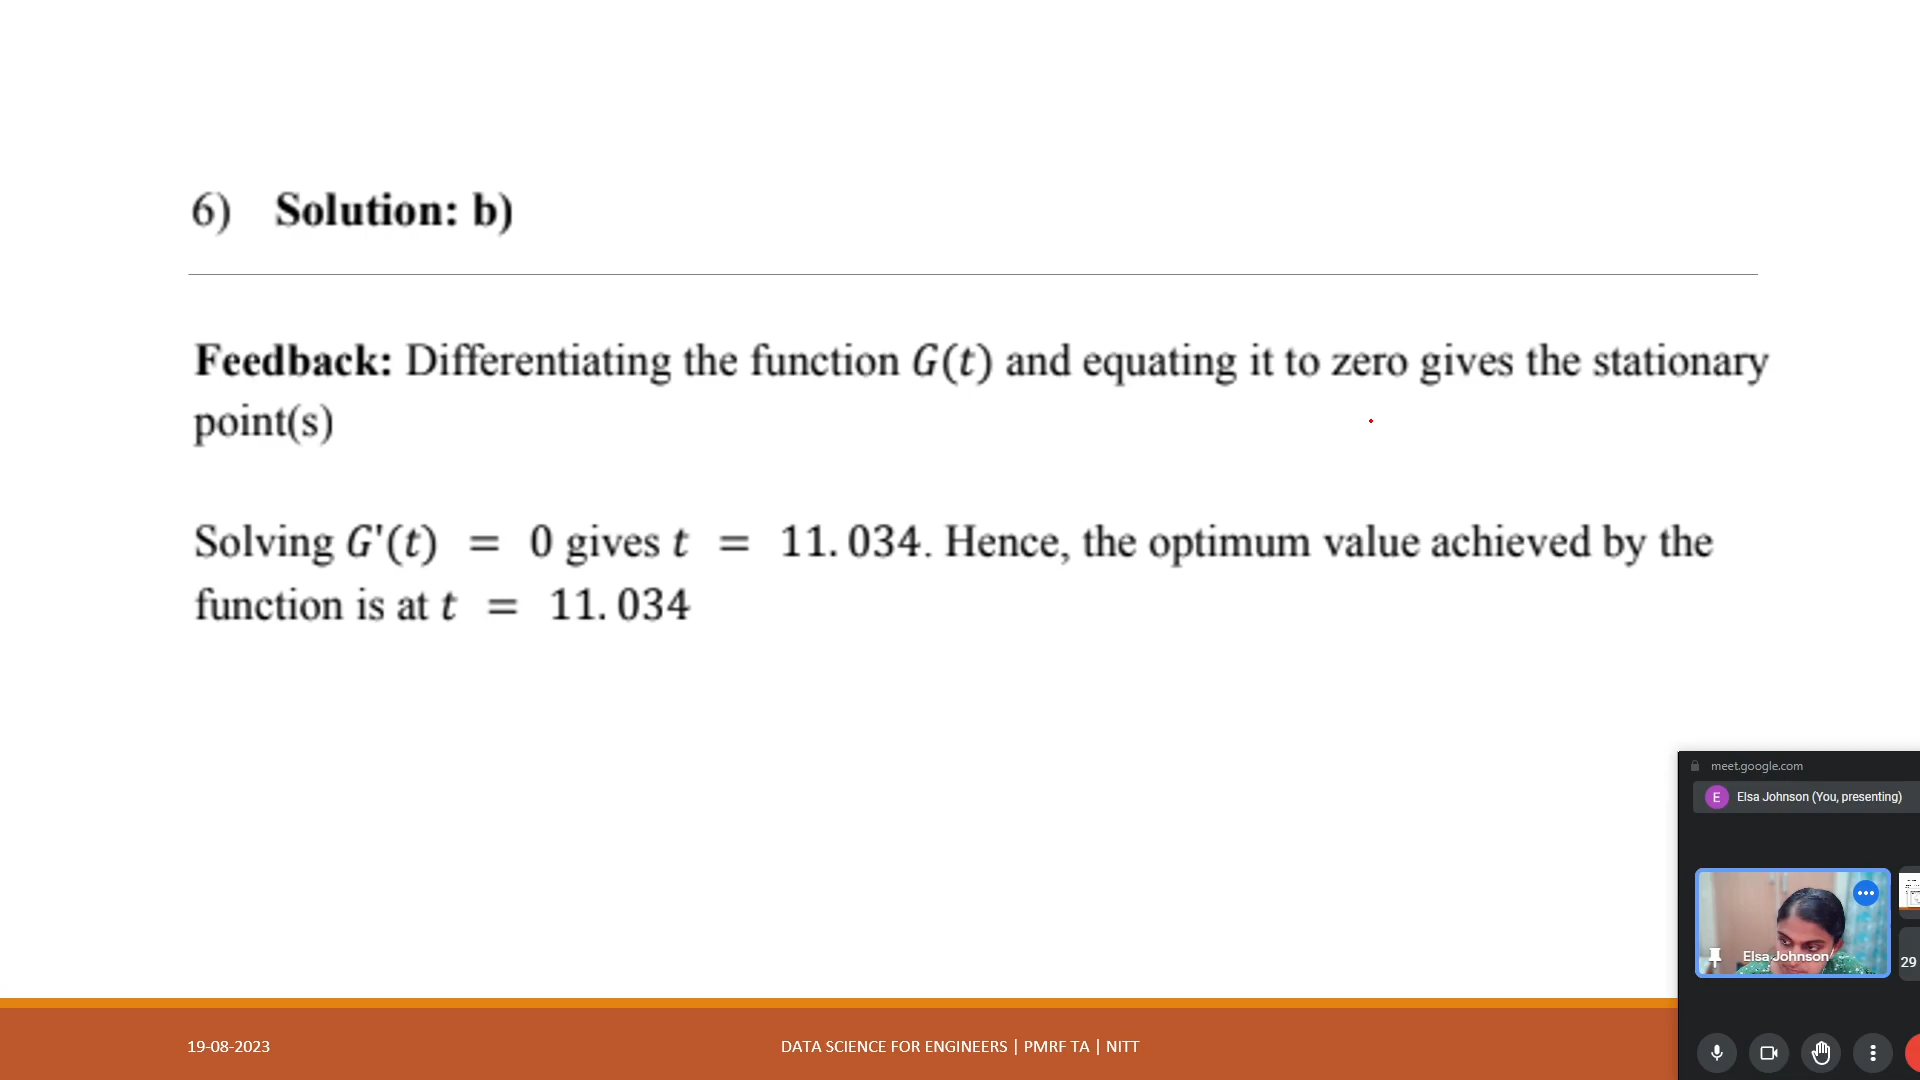 6) Solution: b)
Feedback: Differentiating the function G(t) and equating it to zero gives the stationary
point(s)
Solving G'(t) = 0 gives t = 11.034. Hence, the optimum value achieved by the
function is at t = 11.034
meet.google.com
E Elsa Johnson (You, presenting)
Elsa Johnson
29
19-08-2023
DATA SCIENCE FOR ENGINEERS | PMRF TA | NITT